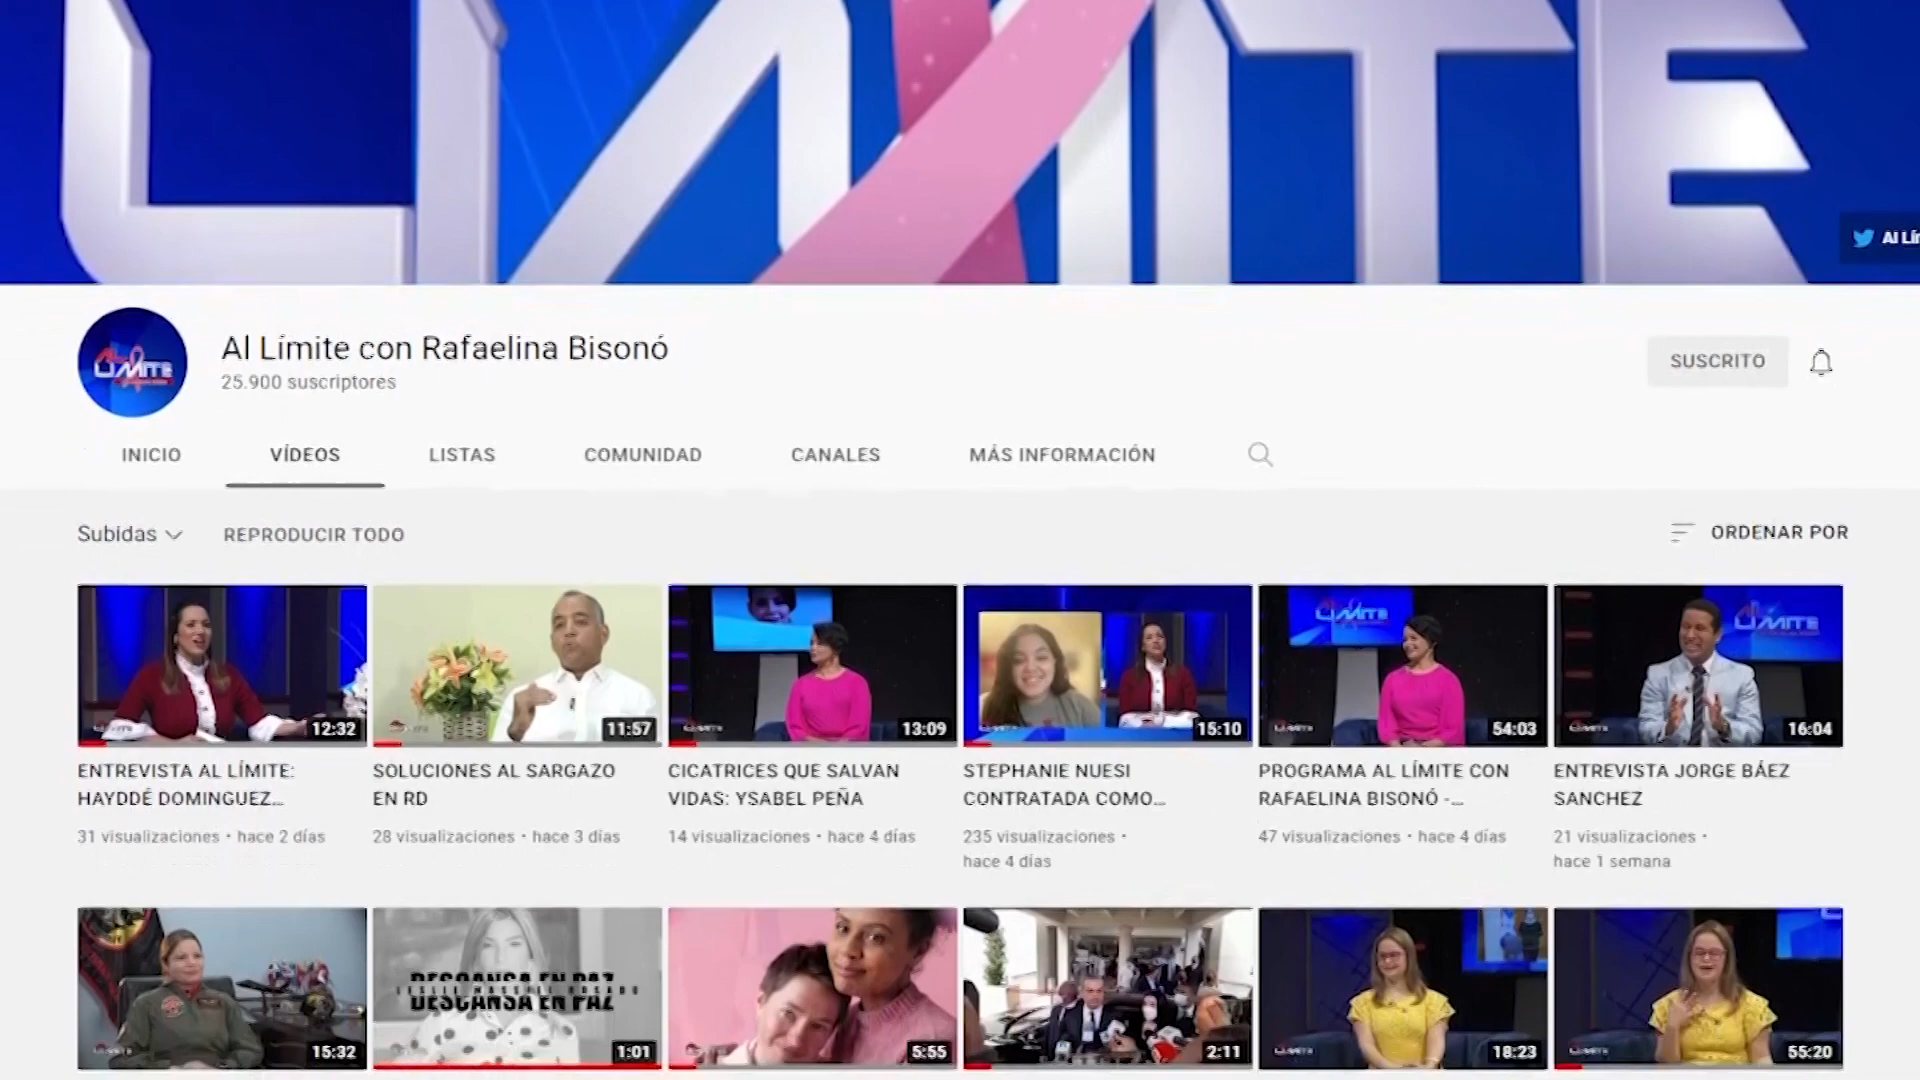 LÍMITE
Al Lím
Al Límite con Rafaelina Bisonó
25.900 suscriptores
SUSCRITO
INICIO VÍDEOS LISTAS COMUNIDAD CANALES MÁS INFORMACIÓN
Subidas REPRODUCIR TODO ORDENAR POR
12:32 11:57 13:09 15:10 54:03 16:04
ENTREVISTA AL LÍMITE:
HAYDDÉ DOMINGUEZ...
31 visualizaciones • hace 2 días
SOLUCIONES AL SARGAZO
EN RD
28 visualizaciones • hace 3 días
CICATRICES QUE SALVAN
VIDAS: YSABEL PEÑA
14 visualizaciones • hace 4 días
STEPHANIE NUESI
CONTRATADA COMO...
235 visualizaciones •
hace 4 días
PROGRAMA AL LÍMITE CON
RAFAELINA BISONÓ -...
47 visualizaciones • hace 4 días
ENTREVISTA JORGE BÁEZ
SANCHEZ
21 visualizaciones •
hace 1 semana
DESCANSA EN PAZ
DESCANSA EN PAZ
15:32 1:01 5:55 2:11 18:23 55:20